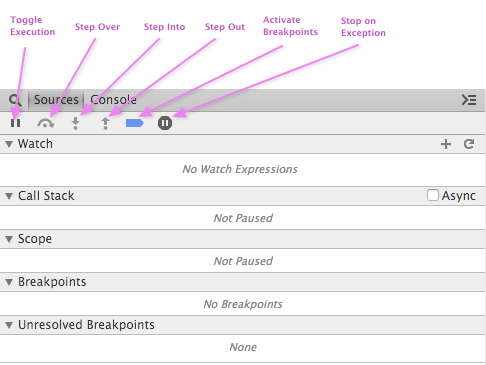 Toggle
Execution
Step Over
Step Into
Step Out
Activate
Breakpoints
Stop on
Exception
Sources Console
Watch
No Watch Expressions
Call Stack Async
Not Paused
Scope
Not Paused
Breakpoints
No Breakpoints
Unresolved Breakpoints
None